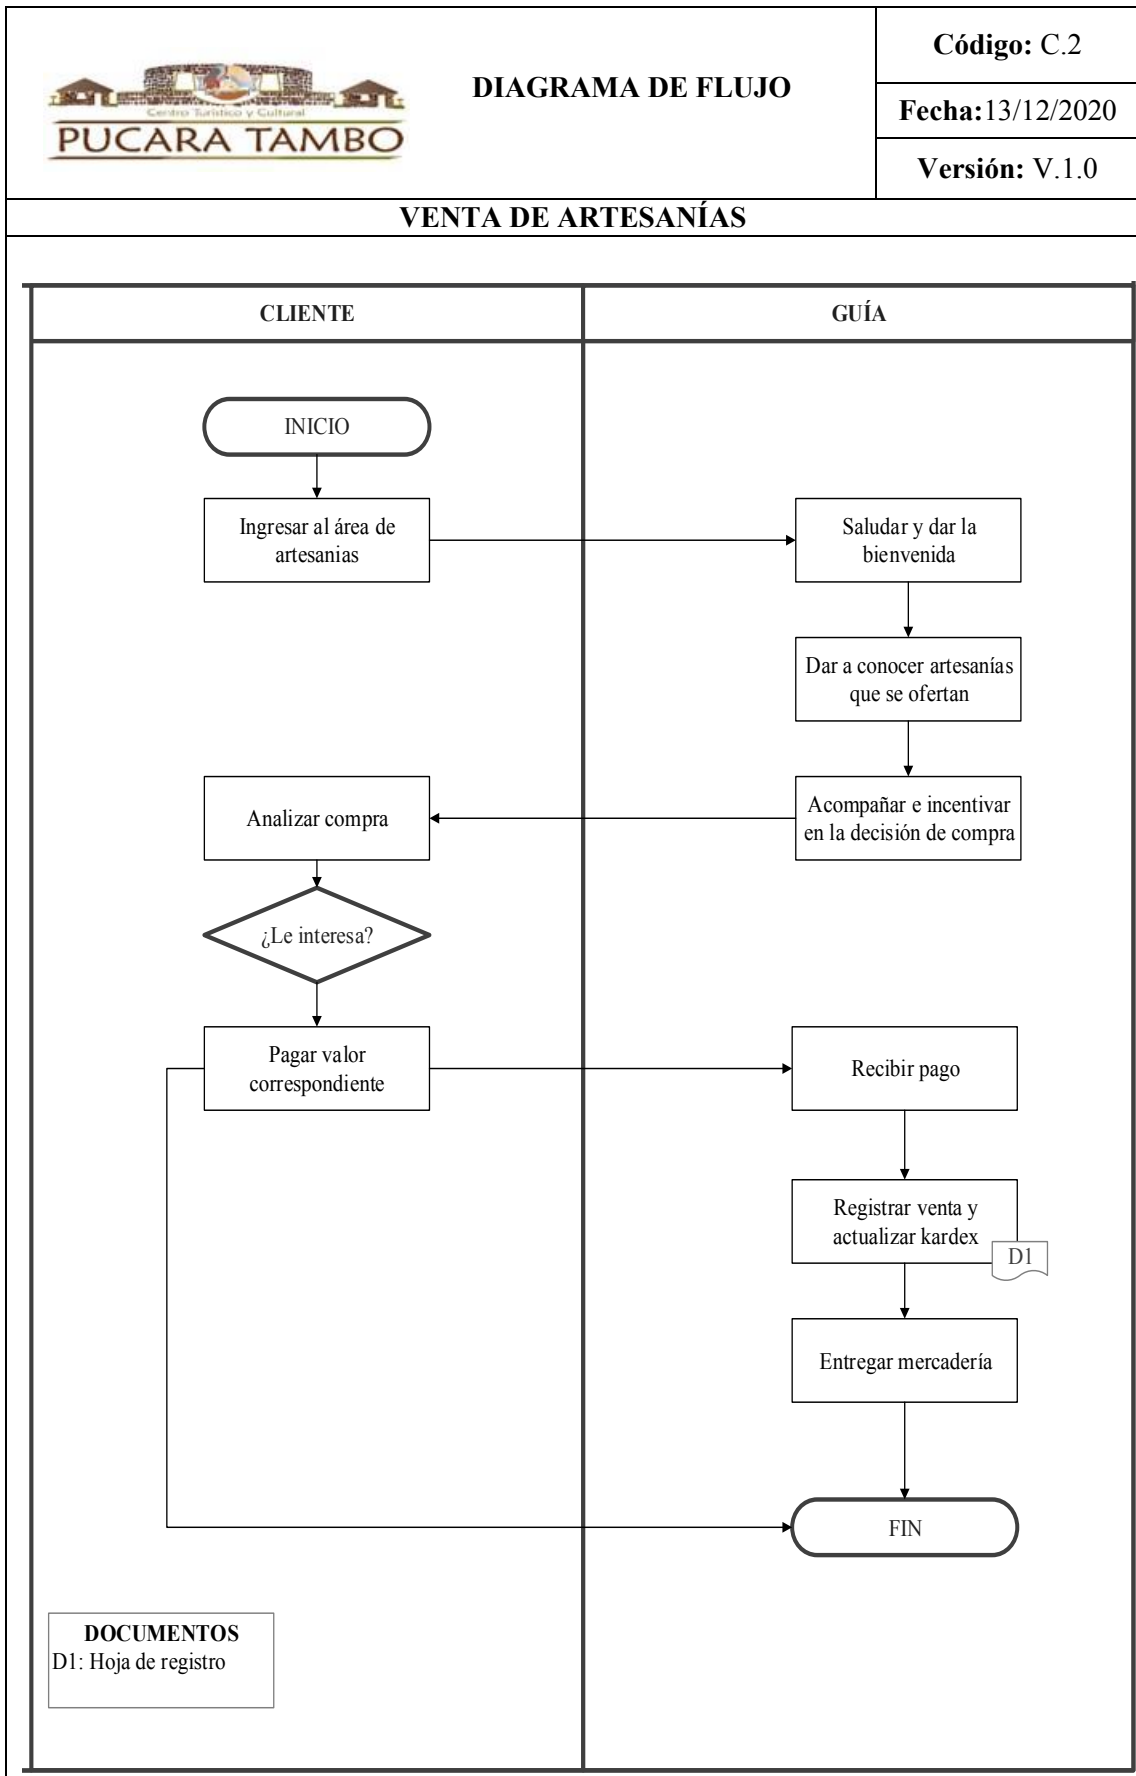 Centro Turístico y Cultural
PUCARA TAMBO
DIAGRAMA DE FLUJO
Código: C.2
Fecha:13/12/2020
Versión: V.1.0
VENTA DE ARTESANÍAS
CLIENTE
GUÍA
INICIO
Ingresar al área de
artesanias
Saludar y dar la
bienvenida
Dar a conocer artesanías
que se ofertan
Acompañar e incentivar
en la decisión de compra
Analizar compra
¿Le interesa?
Pagar valor
correspondiente
Recibir pago
Registrar venta y
actualizar kardex
D1
Entregar mercadería
FIN
DOCUMENTOS
D1: Hoja de registro